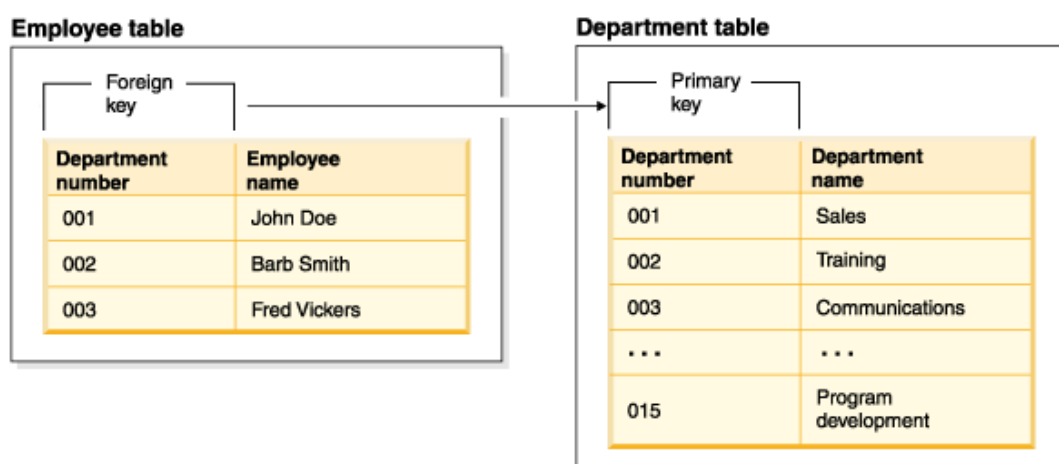 Employee table
Foreign
key
Department number Employee name
001 John Doe
002 Barb Smith
003 Fred Vickers
Department table
Primary
key
Department number Department name
001 Sales
002 Training
003 Communications
... ...
015 Program development